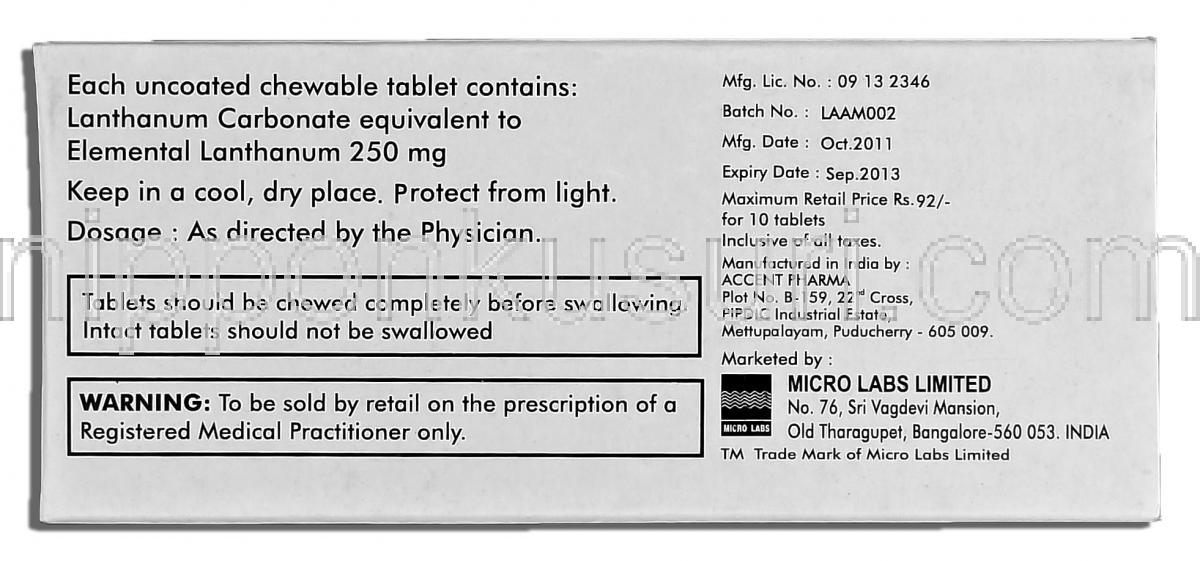 Each uncoated chewable tablet contains:
Lanthanum Carbonate equivalent to
Elemental Lanthanum 250 mg
Keep in a cool, dry place. Protect from light.
Dosage : As directed by the Physician.
Tablets should be chewed completely before swallowing.
Intact tablets should not be swallowed
WARNING: To be sold by retail on the prescription of a
Registered Medical Practitioner only.
Mfg. Lic. No. : 09 13 2346
Batch No. : LAAM002
Mfg. Date : Oct.2011
Expiry Date : Sep.2013
Maximum Retail Price Rs.92/-
for 10 tablets
Inclusive of all taxes.
Manufactured in India by :
ACCENT PHARMA
Plot No. B-159, 22nd Cross,
PIPDIC Industrial Estate,
Mettupalayam, Puducherry - 605 009.
Marketed by :
MICRO LABS
MICRO LABS LIMITED
No. 76, Sri Vagdevi Mansion,
Old Tharagupet, Bangalore-560 053. INDIA
TM Trade Mark of Micro Labs Limited
nipponkusuri.com